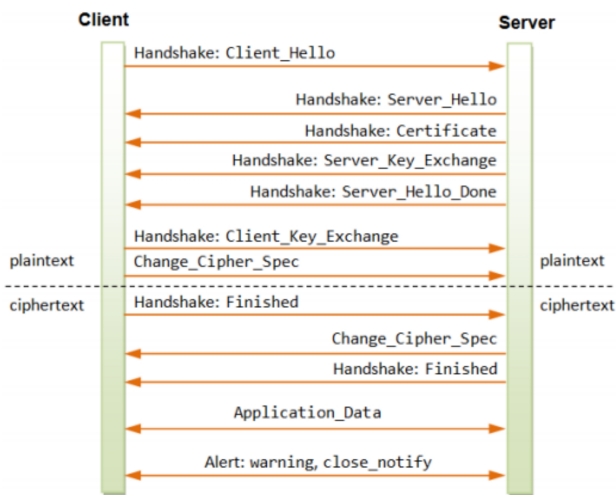 Client Server
Handshake: Client_Hello
Handshake: Server_Hello
Handshake: Certificate
Handshake: Server_Key_Exchange
Handshake: Server_Hello_Done
Handshake: Client_Key_Exchange
plaintext Change_Cipher_Spec plaintext
ciphertext Handshake: Finished ciphertext
Change_Cipher_Spec
Handshake: Finished
Application_Data
Alert: warning, close_notify